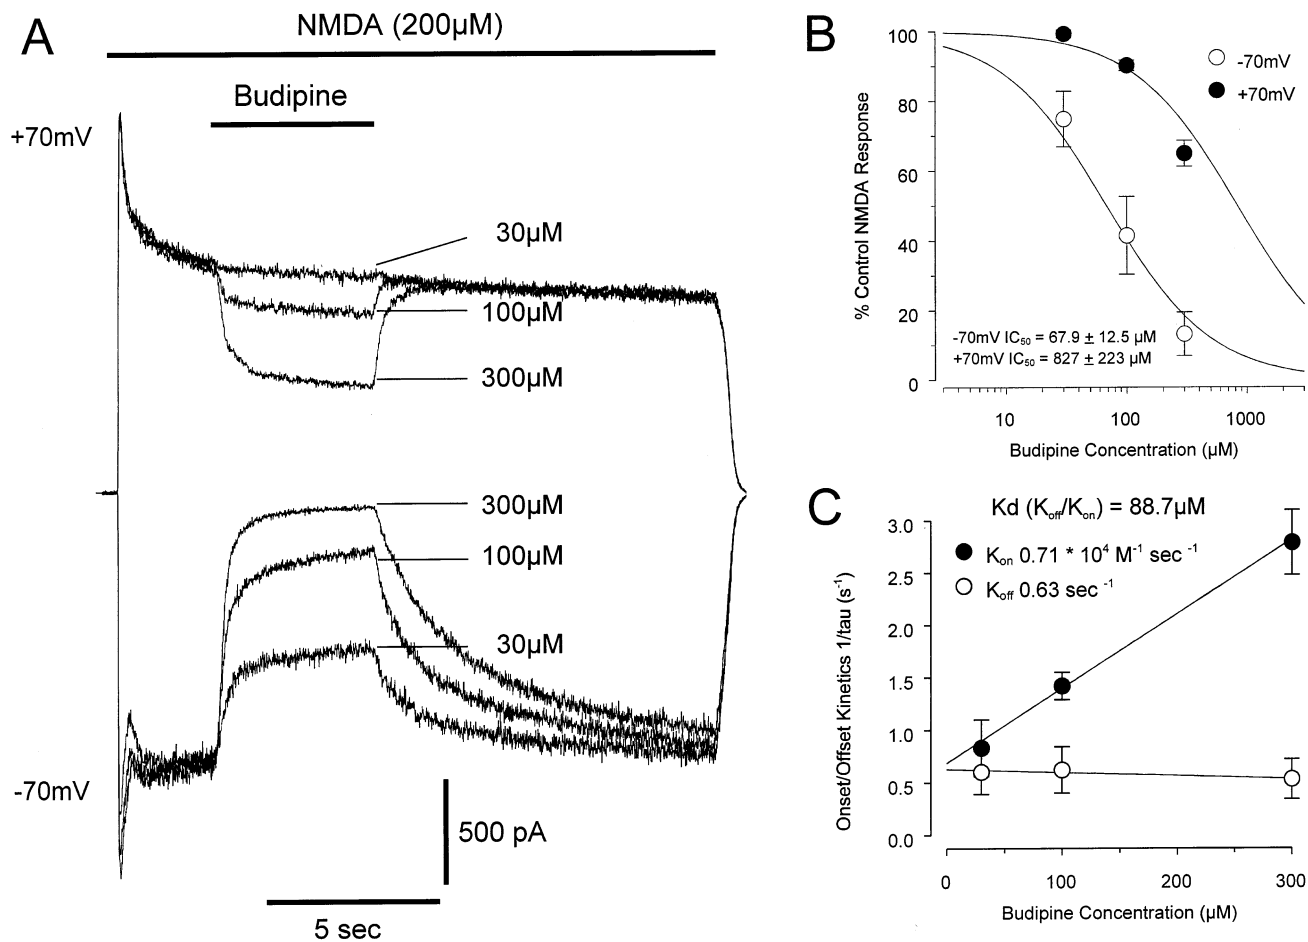 A
NMDA (200µM)
Budipine
+70mV
30µM
100µM
300µM
300µM
100µM
30µM
-70mV
500 pA
5 sec
B
% Control NMDA Response
100
80
60
40
20
0
-70mV
+70mV
-70mV IC50 = 67.9 ± 12.5 µM
+70mV IC50 = 827 ± 223 µM
10 100 1000
Budipine Concentration (µM)
C
Kd (Koff/Kon) = 88.7µM
Kon 0.71 * 10⁴ M⁻¹ sec ⁻¹
Koff 0.63 sec ⁻¹
Onset/Offset Kinetics 1/tau (s⁻¹)
3.0
2.5
2.0
1.5
1.0
0.5
0.0
0 100 200 300
Budipine Concentration (µM)